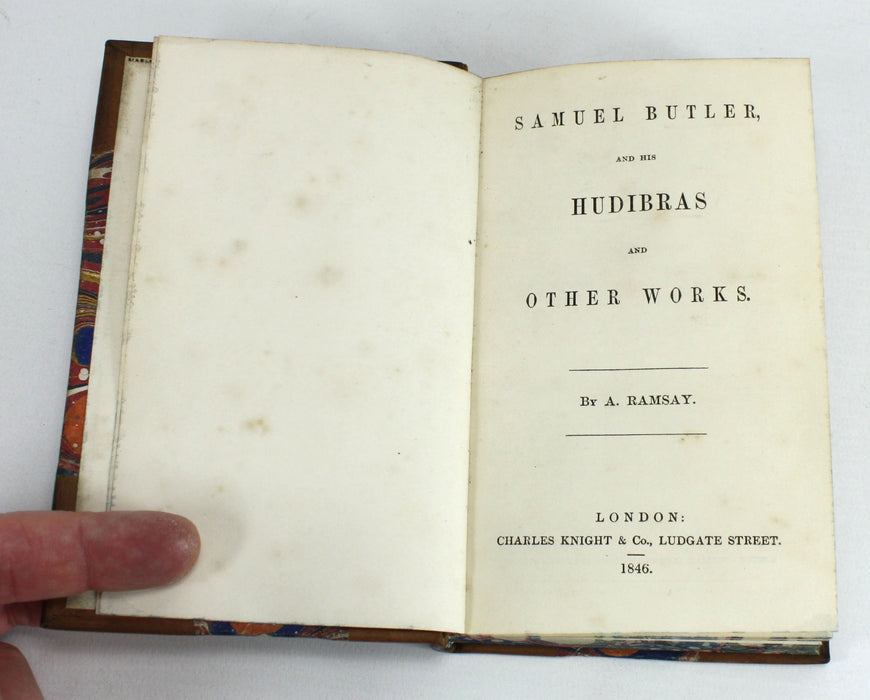 SAMUEL BUTLER,
AND HIS
HUDIBRAS
AND
OTHER WORKS.
By A. RAMSAY.
LONDON:
CHARLES KNIGHT & Co., LUDGATE STREET.
1846.